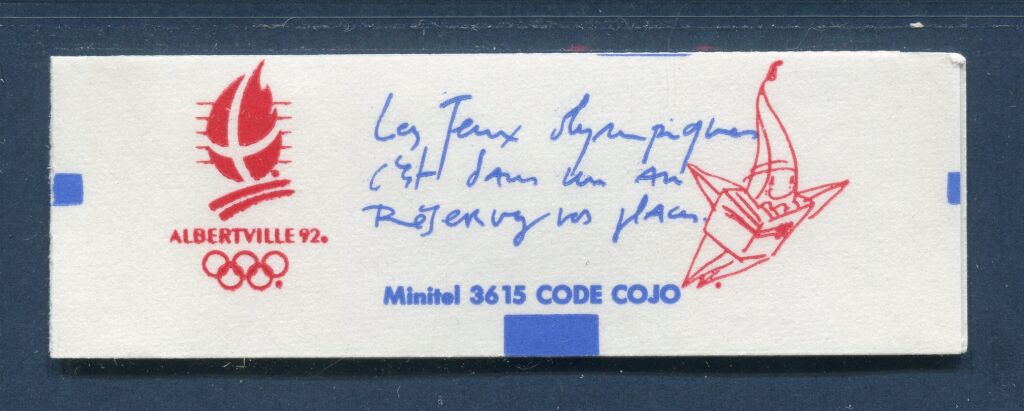 ALBERTVILLE 92.
Les Jeux olympiques
c'est dans un an
Réservez vos places.
Minitel 3615 CODE COJO